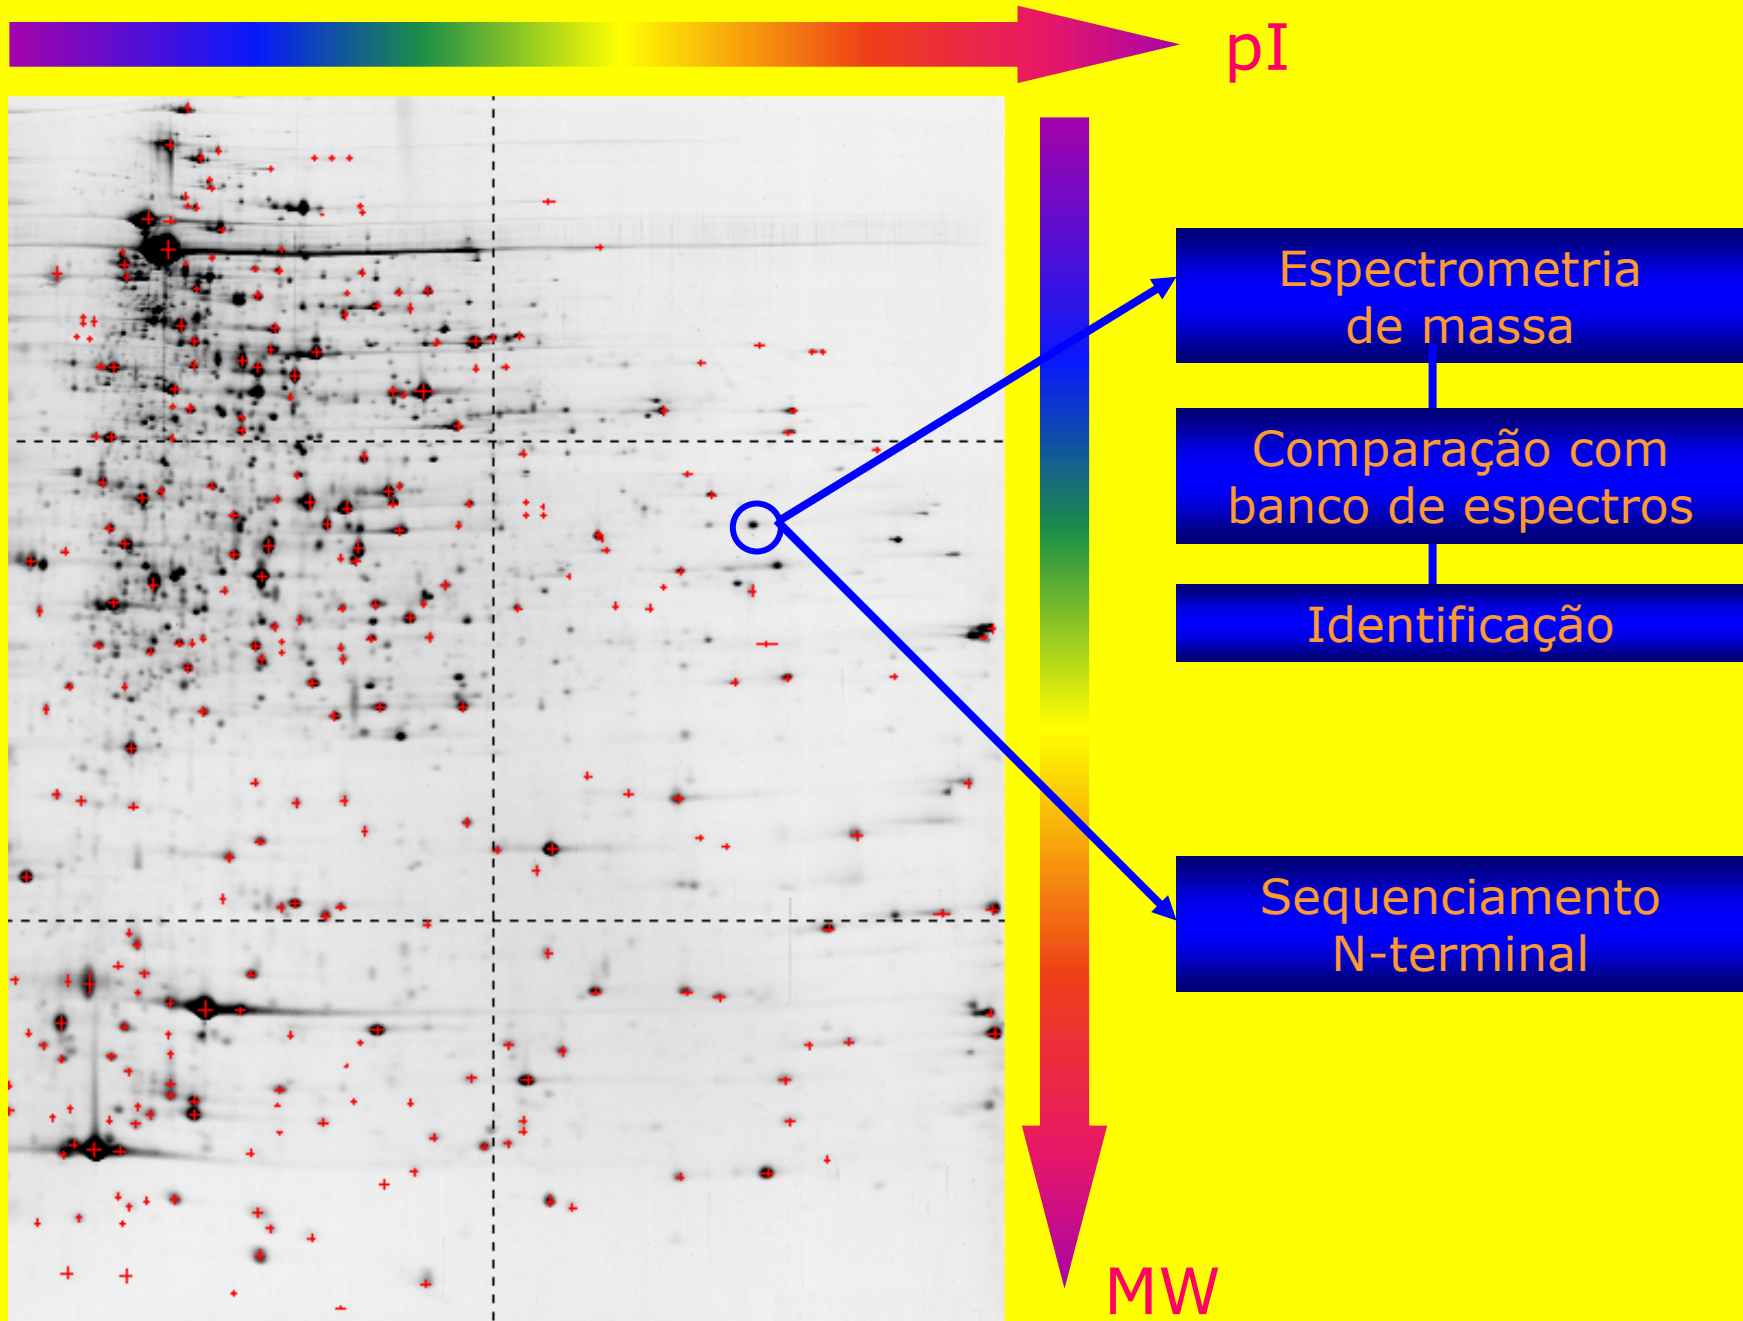 pI
Espectrometria
de massa
Comparação com
banco de espectros
Identificação
Sequenciamento
N-terminal
MW